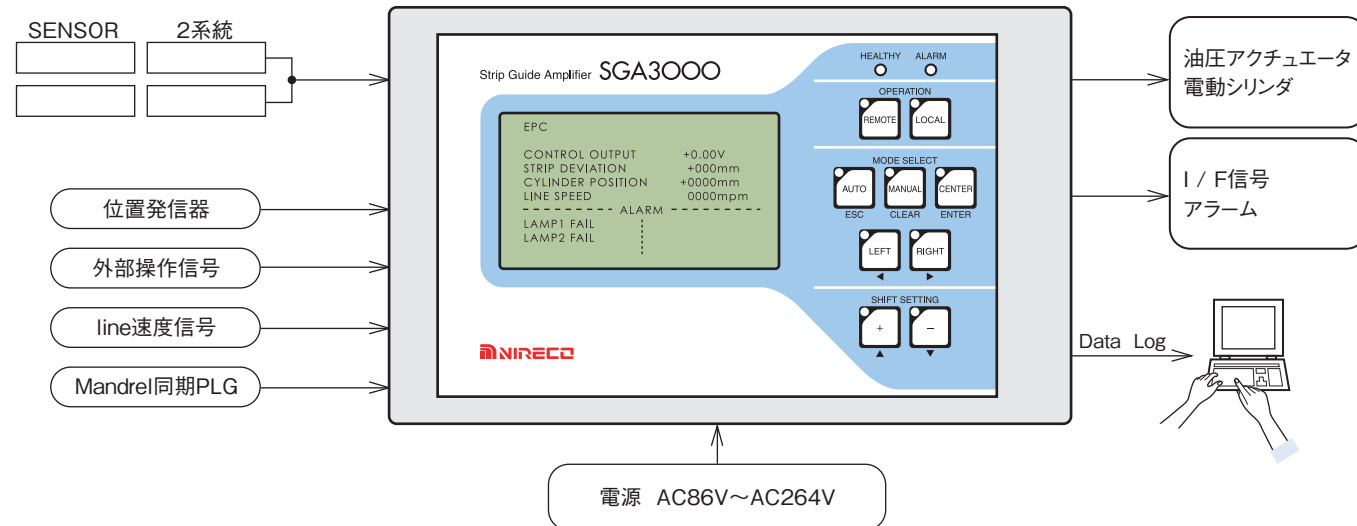 SENSOR 2系統
位置発信器
外部操作信号
line速度信号
Mandrel同期PLG
Strip Guide Amplifier SGA3000
EPC
CONTROL OUTPUT +0.00V
STRIP DEVIATION +000mm
CYLINDER POSITION +0000mm
LINE SPEED 0000mpm
ALARM
LAMP1 FAIL
LAMP2 FAIL
NIRECO
HEALTHY ALARM
OPERATION
REMOTE LOCAL
MODE SELECT
AUTO MANUAL CENTER
ESC CLEAR ENTER
LEFT RIGHT
◀ ▶
SHIFT SETTING
+ −
▲ ▼
油圧アクチュエータ
電動シリンダ
I / F信号
アラーム
Data Log
電源 AC86V〜AC264V